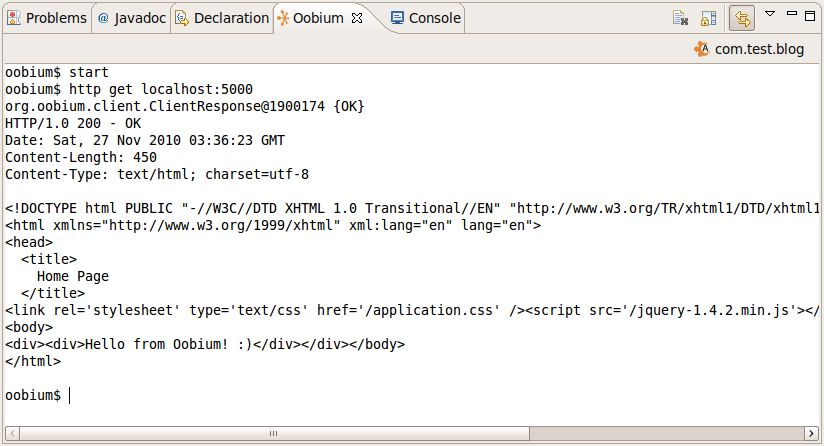 Problems @ Javadoc Declaration Oobium Console
com.test.blog
oobium$ start
oobium$ http get localhost:5000
org.oobium.client.ClientResponse@1900174 {OK}
HTTP/1.0 200 - OK
Date: Sat, 27 Nov 2010 03:36:23 GMT
Content-Length: 450
Content-Type: text/html; charset=utf-8
<!DOCTYPE html PUBLIC "-//W3C//DTD XHTML 1.0 Transitional//EN" "http://www.w3.org/TR/xhtml1/DTD/xhtml1
<html xmlns="http://www.w3.org/1999/xhtml" xml:lang="en" lang="en">
<head>
<title>
Home Page
</title>
<link rel='stylesheet' type='text/css' href='/application.css' /><script src='/jquery-1.4.2.min.js'></
<body>
<div><div>Hello from Oobium! :)</div></div></body>
</html>
oobium$